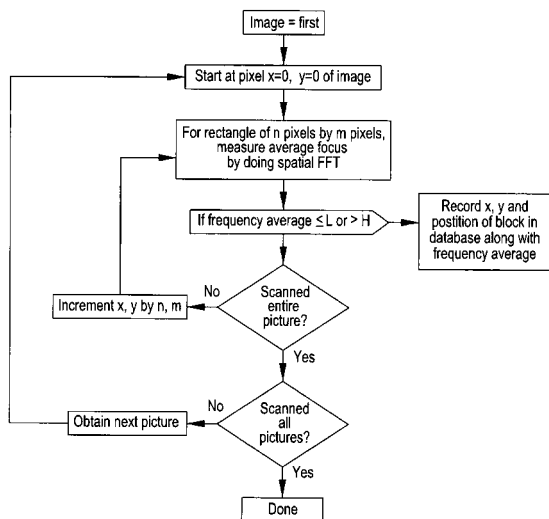 Image = first
Start at pixel x=0, y=0 of image
For rectangle of n pixels by m pixels,
measure average focus
by doing spatial FFT
If frequency average ≤ L or > H
Record x, y and
postition of block in
database along with
frequency average
Scanned
entire
picture?
No
Increment x, y by n, m
Yes
Scanned
all
pictures?
No
Obtain next picture
Yes
Done